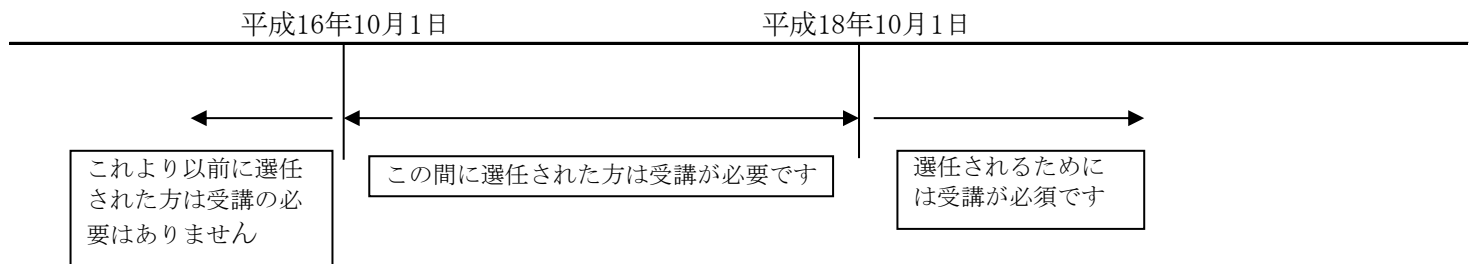 平成16年10月1日
平成18年10月1日
これより以前に選任
された方は受講の必
要はありません
この間に選任された方は受講が必要です
選任されるために
は受講が必須です